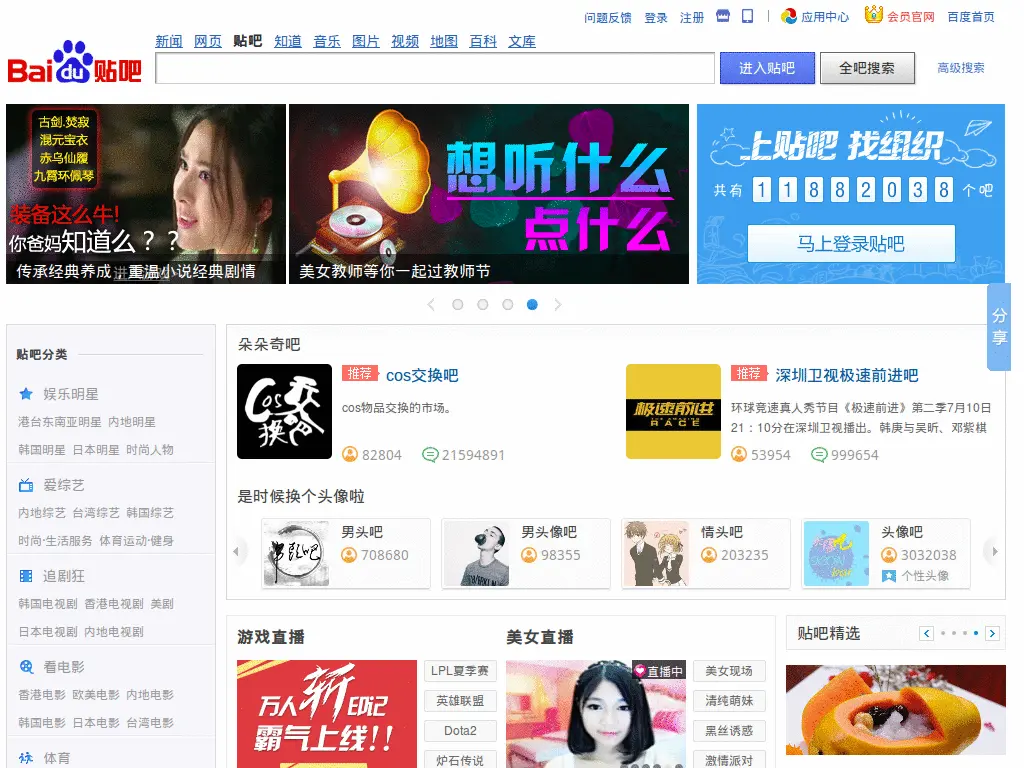 问题反馈 登录 注册 应用中心 会员官网 百度首页
新闻 网页 贴吧 知道 音乐 图片 视频 地图 百科 文库
Bai du 贴吧
进入贴吧 全吧搜索 高级搜索
古剑.焚寂
混元宝衣
赤乌仙履
九霄环佩琴
装备这么牛!
你爸妈知道么？？
传承经典养成，重温小说经典剧情
想听什么
点什么
美女教师等你一起过教师节
上贴吧 找组织
共有 1 1 8 8 2 0 3 8 个吧
马上登录贴吧
分享
贴吧分类
娱乐明星
港台东南亚明星 内地明星
韩国明星 日本明星 时尚人物
爱综艺
内地综艺 台湾综艺 韩国综艺
时尚·生活服务 体育运动·健身
追剧狂
韩国电视剧 香港电视剧 美剧
日本电视剧 内地电视剧
看电影
香港电影 欧美电影 内地电影
韩国电影 日本电影 台湾电影
体育
朵朵奇吧
COS 交换
推荐 cos交换吧
cos物品交换的市场。
82804 21594891
极速前进
RACE
推荐 深圳卫视极速前进吧
环球竞速真人秀节目《极速前进》第二季7月10日
21：10分在深圳卫视播出。韩庚与吴昕、邓紫棋
53954 999654
是时候换个头像啦
男头吧
708680
男头像吧
98355
情头吧
203235
头像吧
3032038
个性头像
游戏直播
万人斩印记
霸气上线!!
LPL夏季赛
英雄联盟
Dota2
炉石传说
美女直播
直播中
美女现场
清纯萌妹
黑丝诱惑
激情派对
贴吧精选